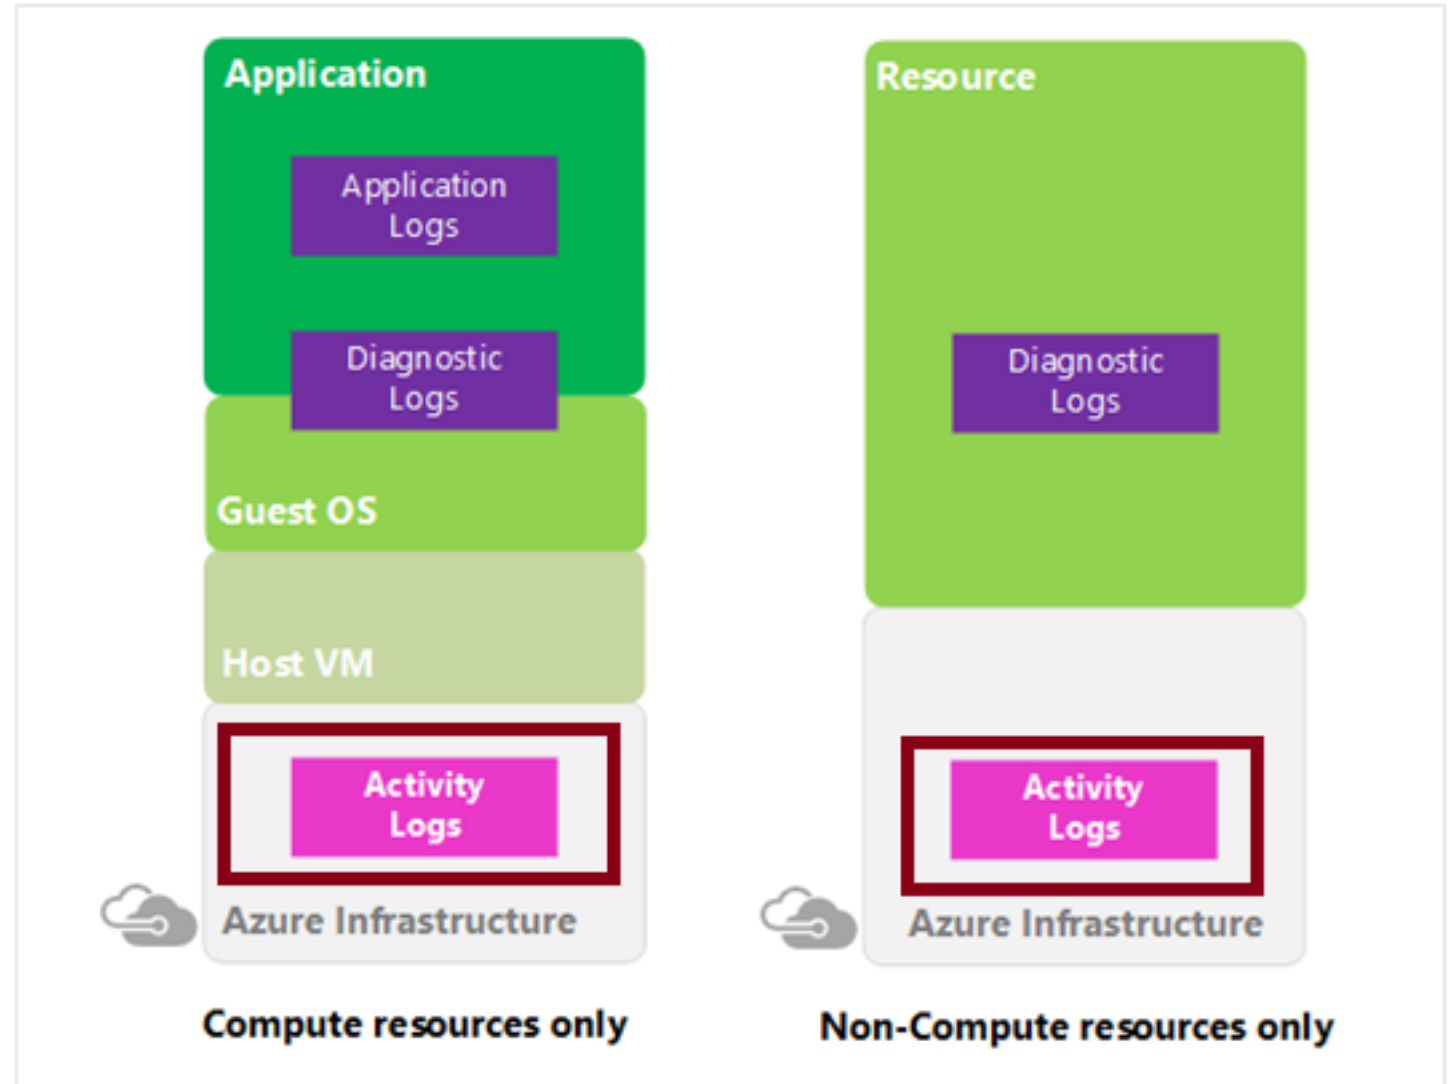 Application
Application
Logs
Diagnostic
Logs
Guest OS
Host VM
Activity
Logs
Azure Infrastructure
Compute resources only
Resource
Diagnostic
Logs
Activity
Logs
Azure Infrastructure
Non-Compute resources only